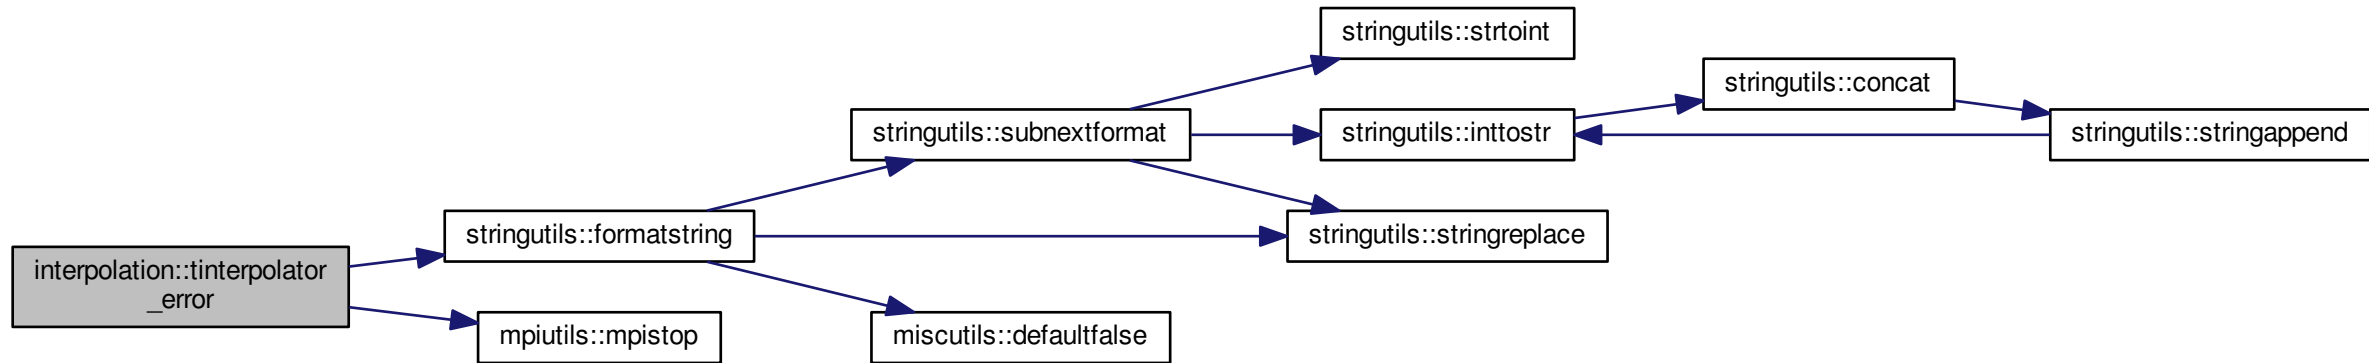 stringutils::strtoint
stringutils::concat
stringutils::subnextformat
stringutils::inttostr
stringutils::stringappend
stringutils::formatstring
stringutils::stringreplace
interpolation::tinterpolator
_error
mpiutils::mpistop
miscutils::defaultfalse